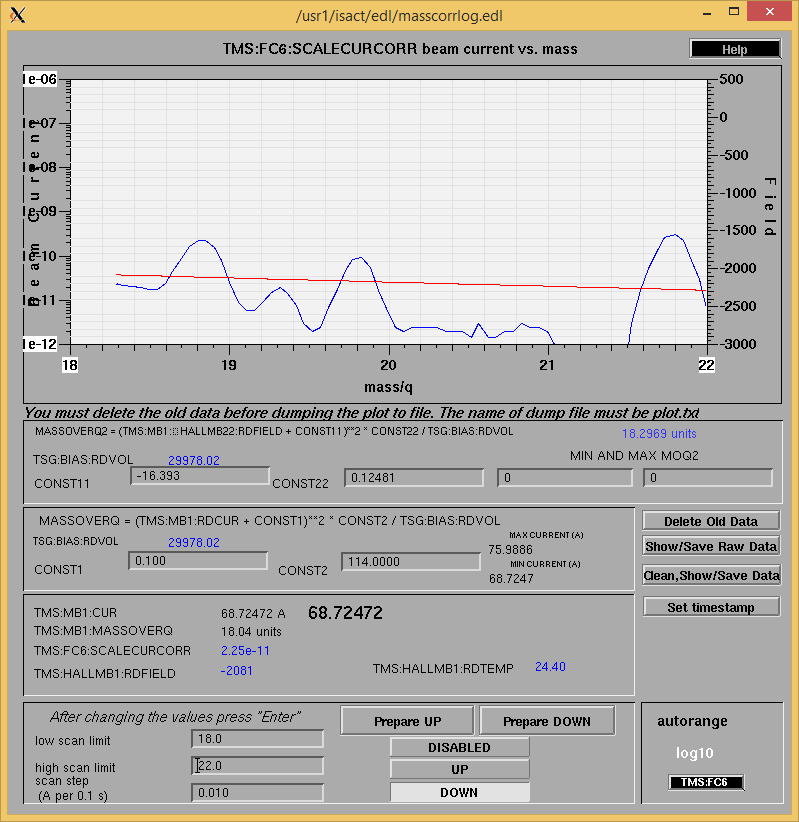 /usr1/isact/edl/masscorrlog.edl
TMS:FC6:SCALECURCORR beam current vs. mass
Help
1e-06
1e-07
1e-08
1e-09
1e-10
1e-11
1e-12
Beam Current
500
0
-500
-1000
-1500
-2000
-2500
-3000
Field
18 19 20 21 22
mass/q
You must delete the old data before dumping the plot to file. The name of dump file must be plot.txt
MASSOVERQ2 = (TMS:MB1:HALLMB22:RDFIELD + CONST11)**2 * CONST22 / TSG:BIAS:RDVOL
18.2969 units
TSG:BIAS:RDVOL 29978.02
MIN AND MAX MOQ2
CONST11 -16.393 CONST22 0.12481 0 0
MASSOVERQ = (TMS:MB1:RDCUR + CONST1)**2 * CONST2 / TSG:BIAS:RDVOL
TSG:BIAS:RDVOL 29978.02
MAX CURRENT (A)
75.9886
CONST1 0.100 CONST2 114.0000
MIN CURRENT (A)
68.7247
Delete Old Data
Show/Save Raw Data
Clean,Show/Save Data
Set timestamp
TMS:MB1:CUR 68.72472 A 68.72472
TMS:MB1:MASSOVERQ 18.04 units
TMS:FC6:SCALECURCORR 2.25e-11
TMS:HALLMB1:RDFIELD -2081
TMS:HALLMB1:RDTEMP 24.40
After changing the values press "Enter"
low scan limit 18.0
high scan limit 22.0
scan step
(A per 0.1 s) 0.010
Prepare UP Prepare DOWN
DISABLED
UP
DOWN
autorange
log10
TMS:FC6